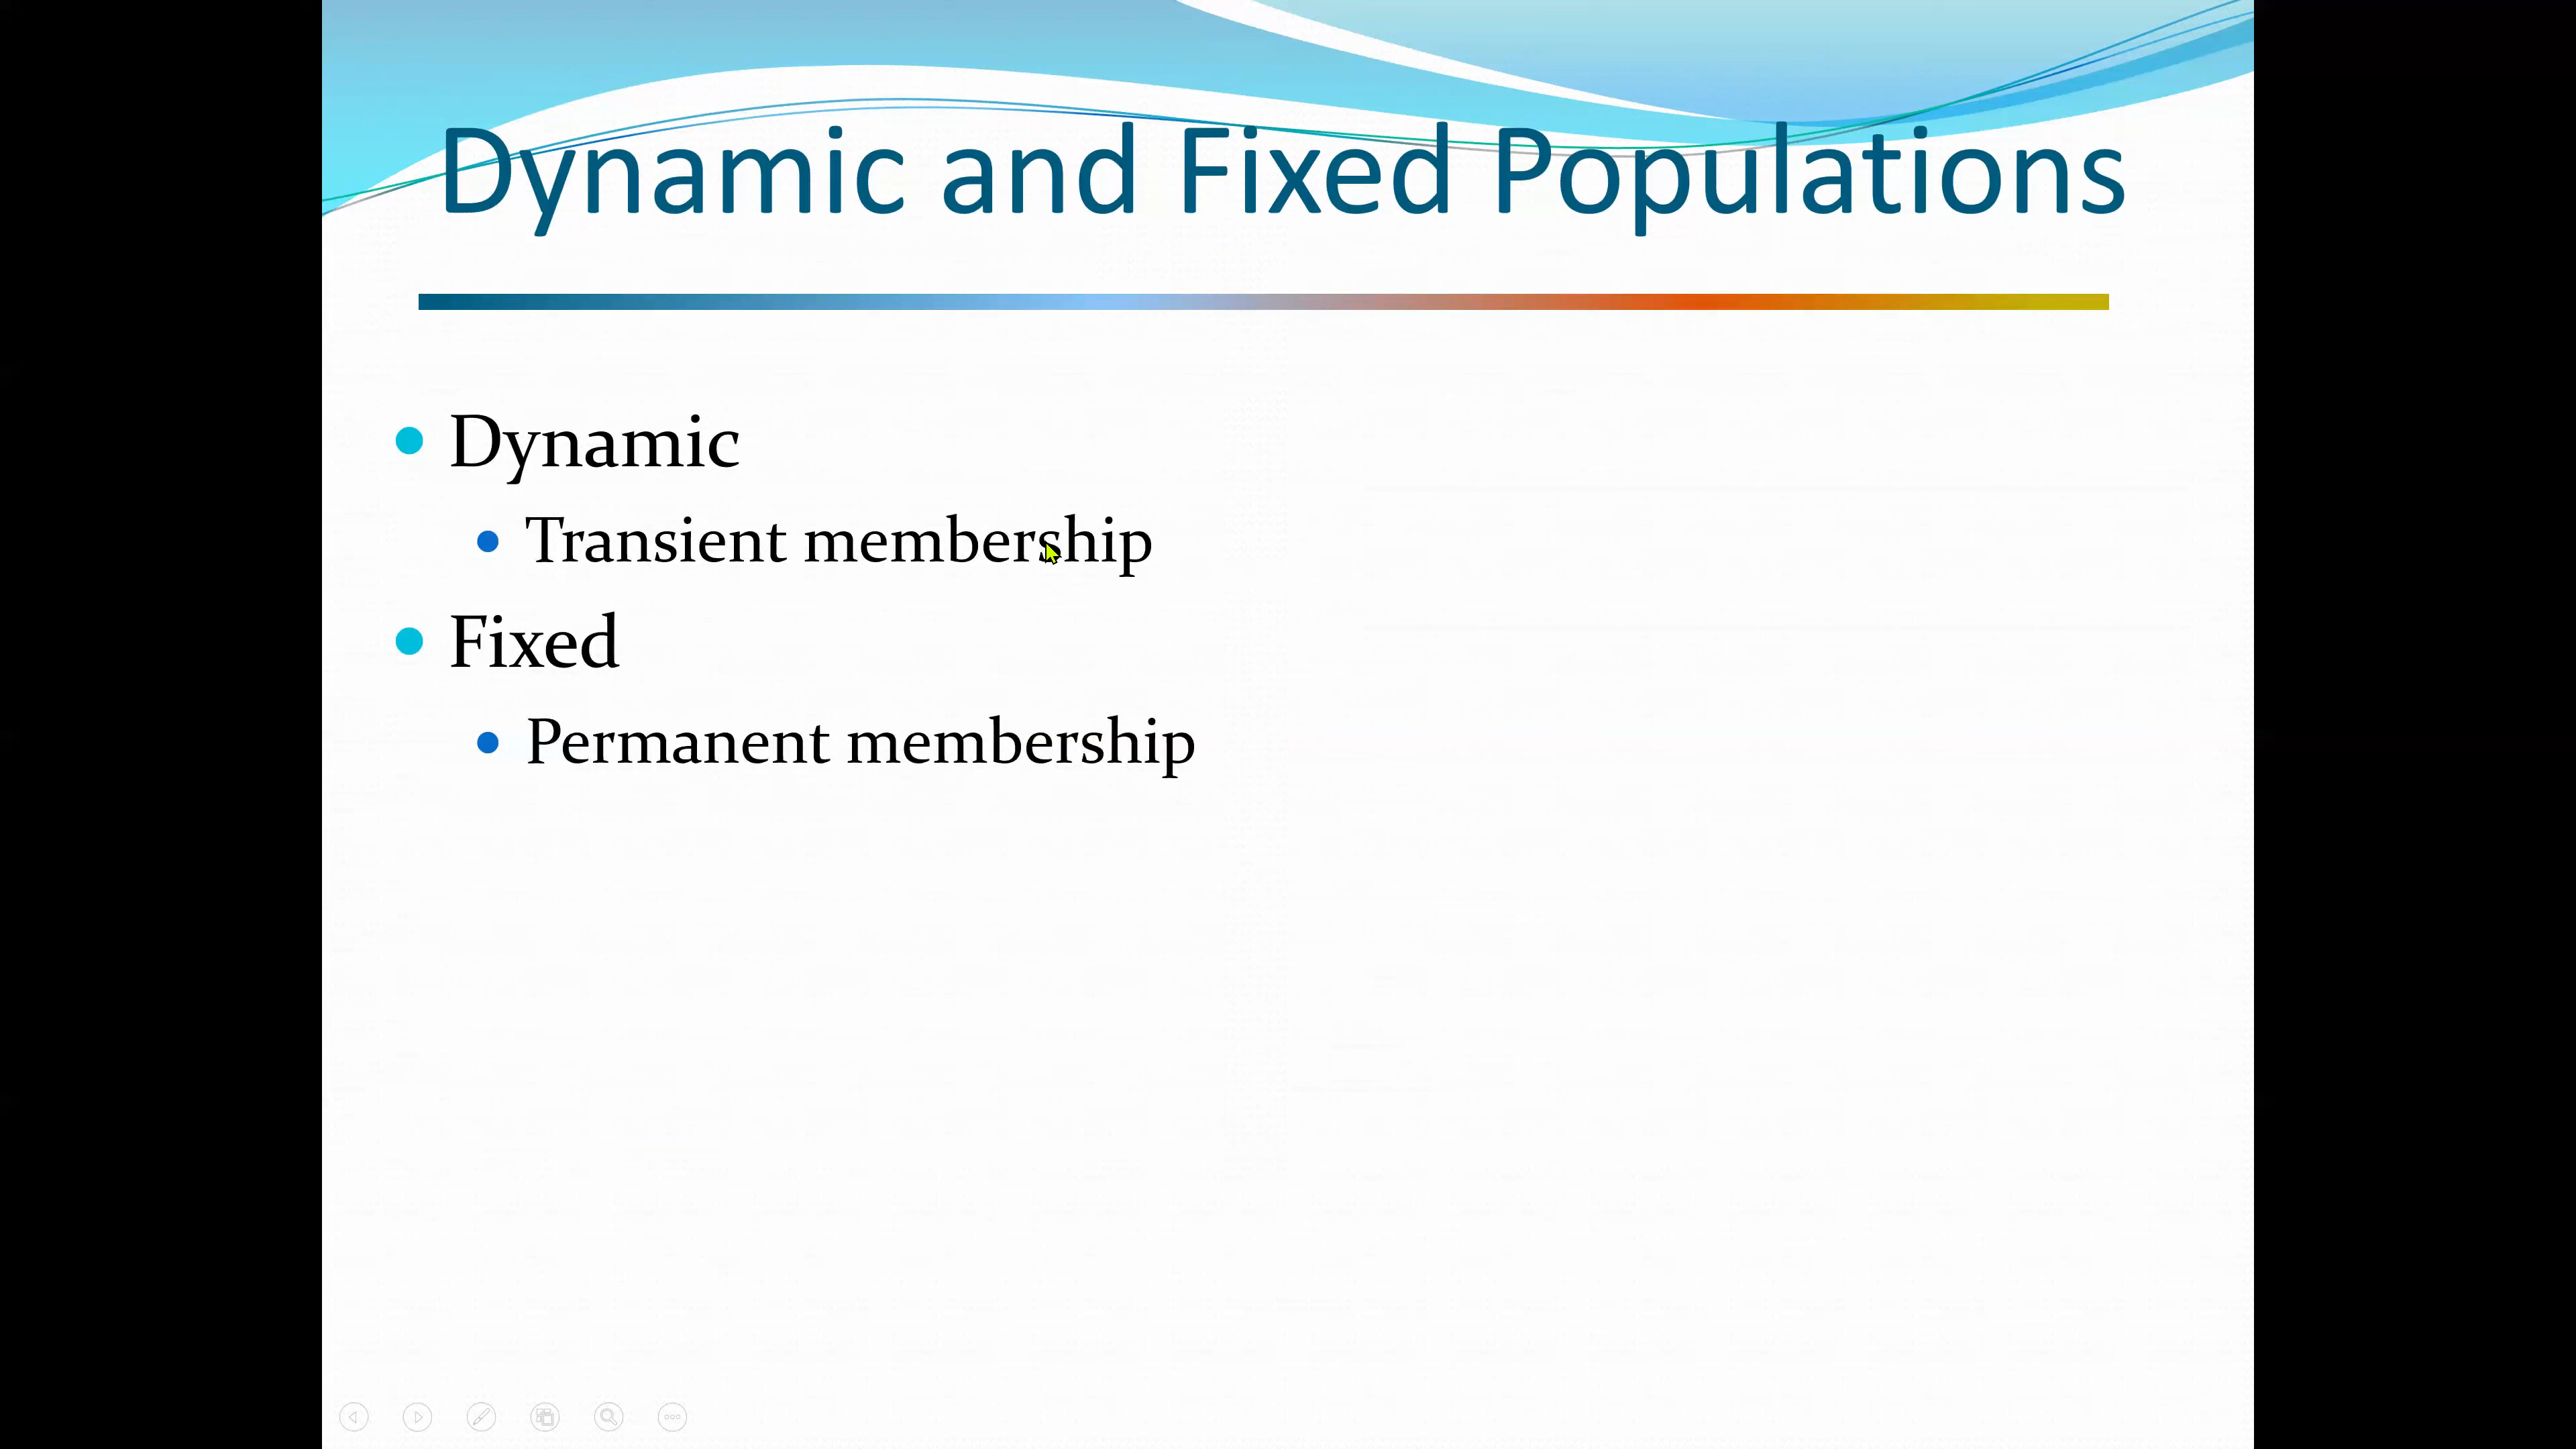 Dynamic and Fixed Populations
Dynamic
Transient membership
Fixed
Permanent membership